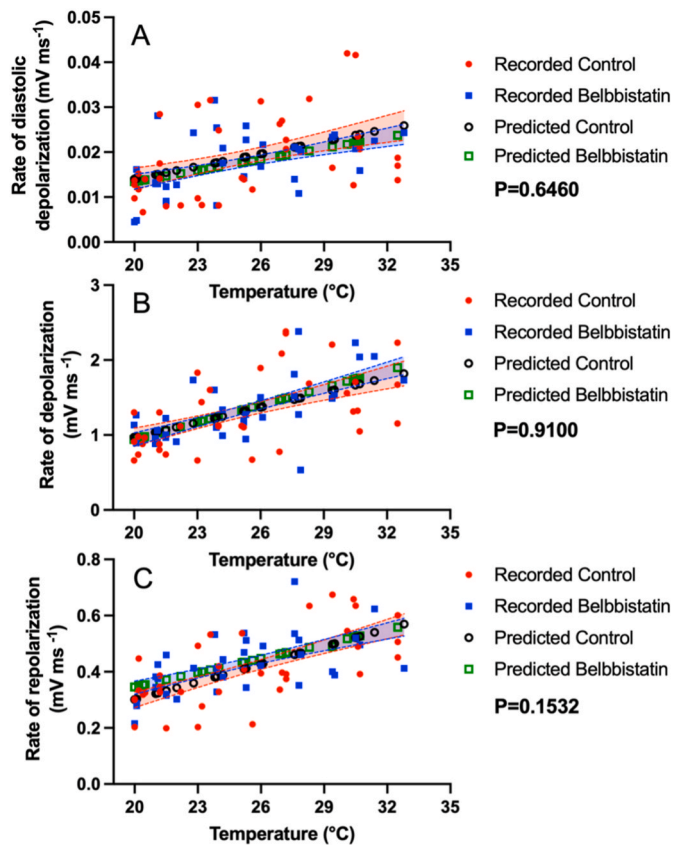 A
Rate of diastolic
depolarization (mV ms⁻¹)
0.05
0.04
0.03
0.02
0.01
0.00
20 23 26 29 32 35
Temperature (°C)
Recorded Control
Recorded Belbbistatin
Predicted Control
Predicted Belbbistatin
P=0.6460
B
Rate of depolarization
(mV ms⁻¹)
3
2
1
0
20 23 26 29 32 35
Temperature (°C)
Recorded Control
Recorded Belbbistatin
Predicted Control
Predicted Belbbistatin
P=0.9100
C
Rate of repolarization
(mV ms⁻¹)
0.8
0.6
0.4
0.2
0.0
20 23 26 29 32 35
Temperature (°C)
Recorded Control
Recorded Belbbistatin
Predicted Control
Predicted Belbbistatin
P=0.1532